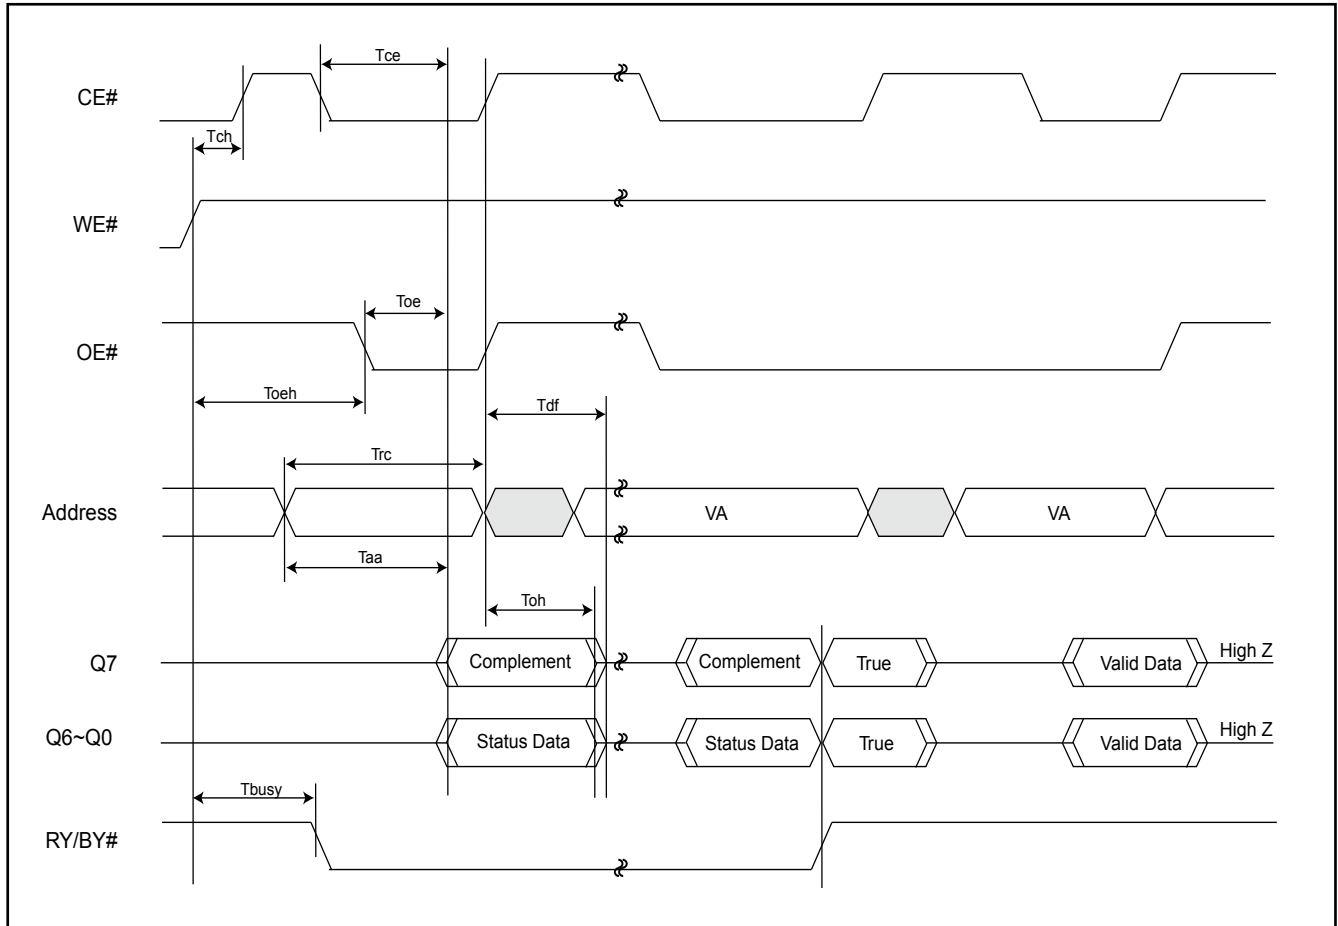 Tce
CE#
Tch
WE#
Toe
OE#
Toeh
Tdf
Trc
Address
VA
VA
Taa
Toh
Q7
Complement
Complement
True
Valid Data
High Z
Q6~Q0
Status Data
Status Data
True
Valid Data
High Z
Tbusy
RY/BY#